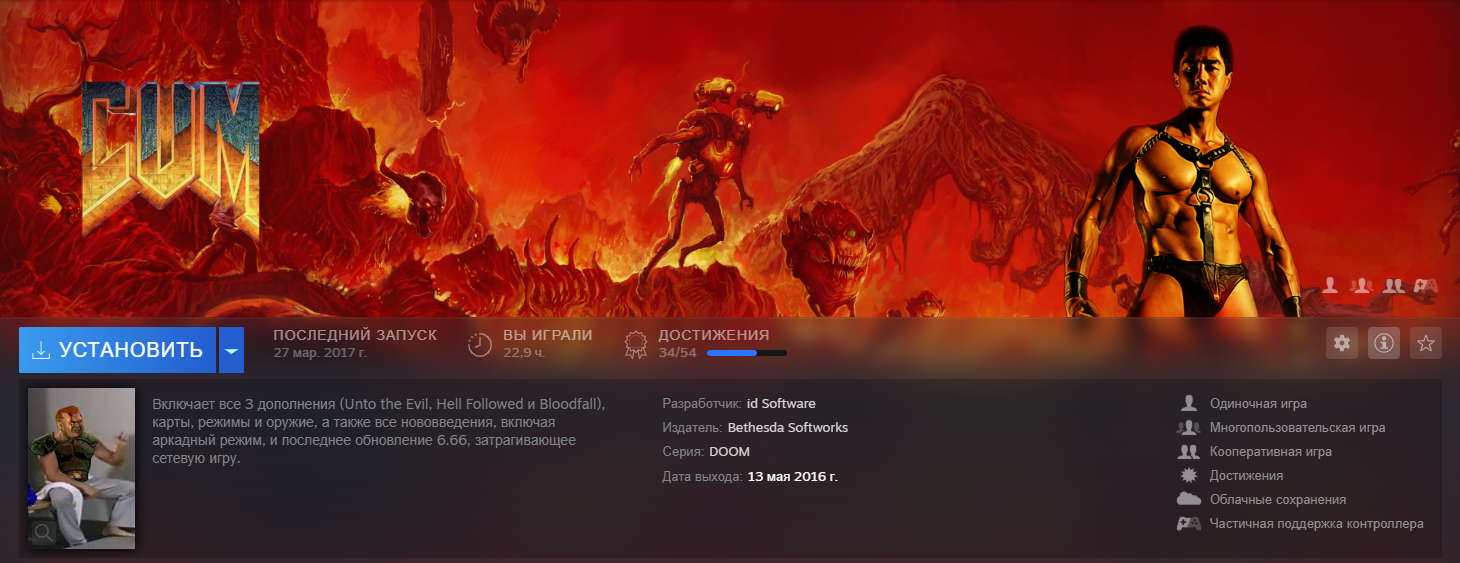 CUM
УСТАНОВИТЬ
ПОСЛЕДНИЙ ЗАПУСК
27 мар. 2017 г.
ВЫ ИГРАЛИ
22,9 ч.
ДОСТИЖЕНИЯ
34/54
Включает все 3 дополнения (Unto the Evil, Hell Followed и Bloodfall),
карты, режимы и оружие, а также все нововведения, включая
аркадный режим, и последнее обновление 6.66, затрагивающее
сетевую игру.
Разработчик: id Software
Издатель: Bethesda Softworks
Серия: DOOM
Дата выхода: 13 мая 2016 г.
Одиночная игра
Многопользовательская игра
Кооперативная игра
Достижения
Облачные сохранения
Частичная поддержка контроллера